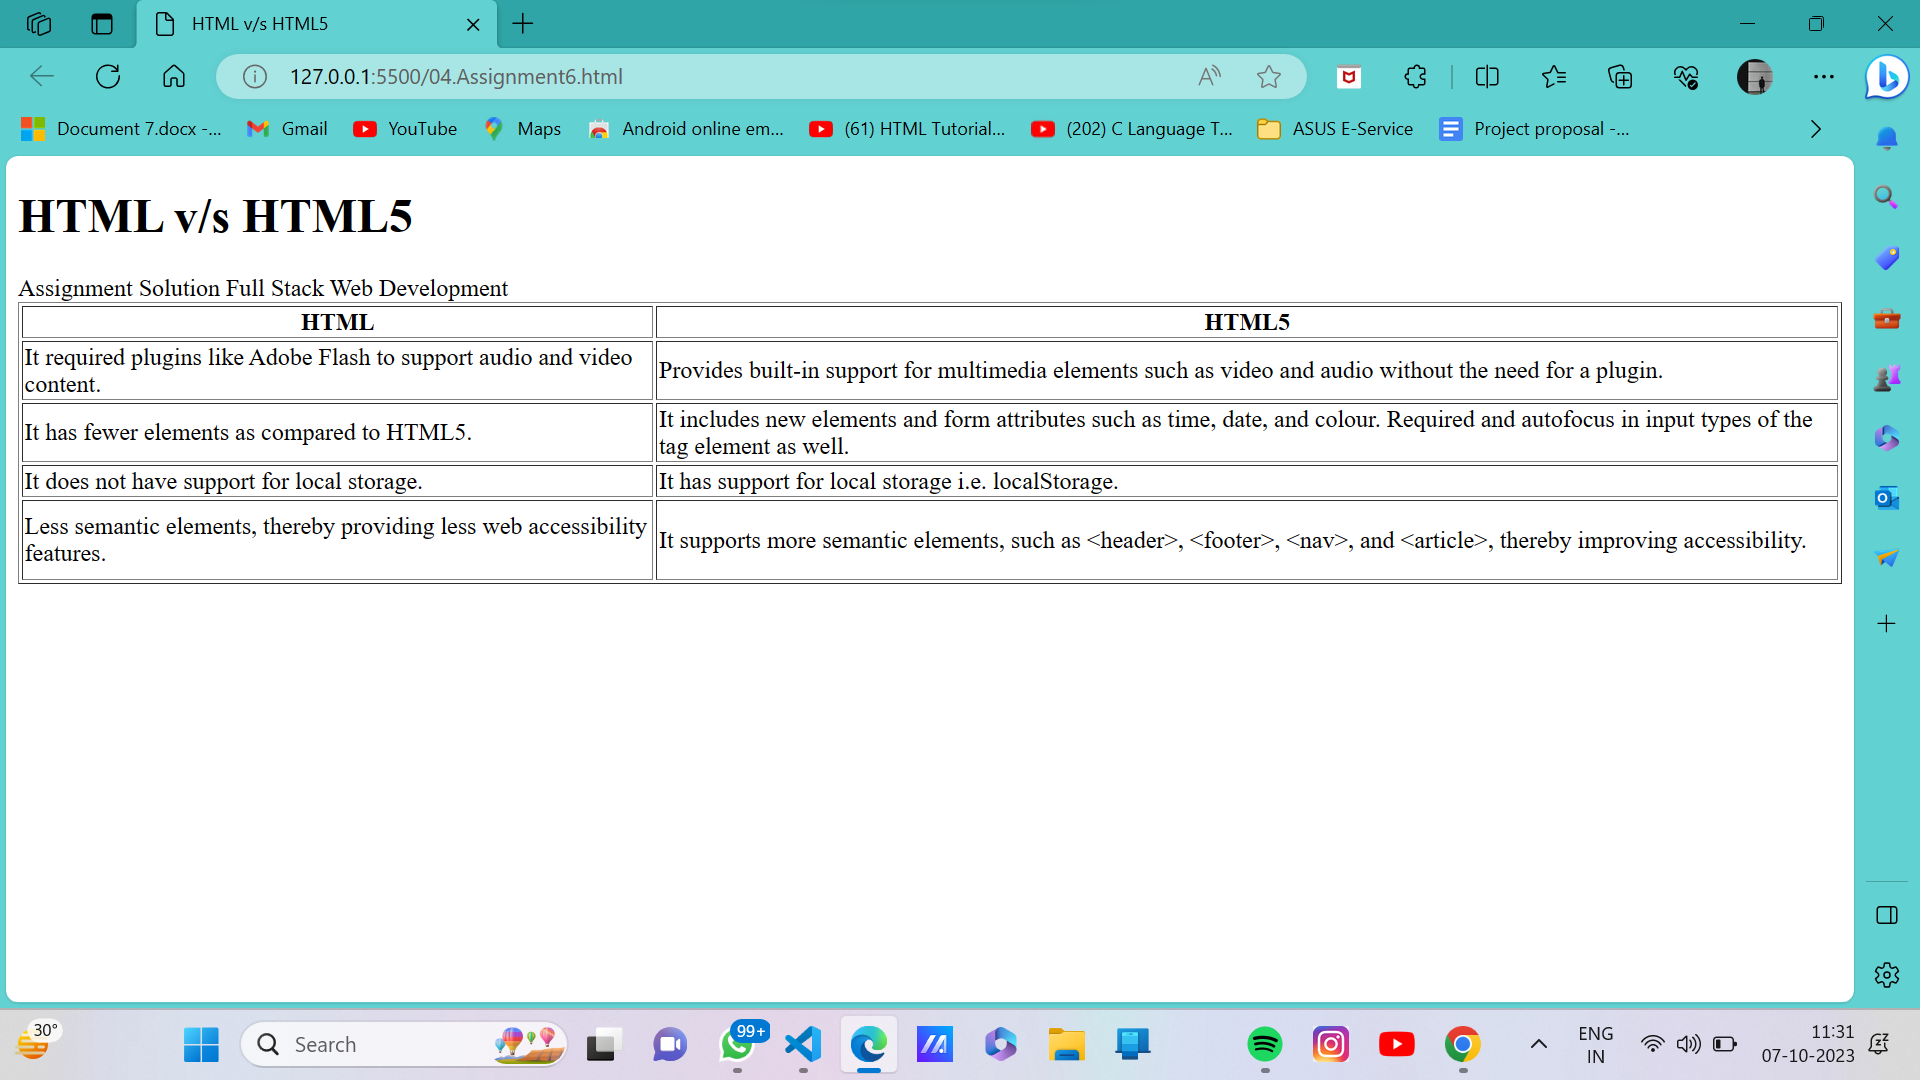 HTML v/s HTML5
127.0.0.1:5500/04.Assignment6.html
Document 7.docx -... Gmail YouTube Maps Android online em... (61) HTML Tutorial... (202) C Language T... ASUS E-Service Project proposal -...
HTML v/s HTML5
Assignment Solution Full Stack Web Development
HTML HTML5
It required plugins like Adobe Flash to support audio and video
content.
Provides built-in support for multimedia elements such as video and audio without the need for a plugin.
It has fewer elements as compared to HTML5.
It includes new elements and form attributes such as time, date, and colour. Required and autofocus in input types of the
tag element as well.
It does not have support for local storage. It has support for local storage i.e. localStorage.
Less semantic elements, thereby providing less web accessibility
features.
It supports more semantic elements, such as <header>, <footer>, <nav>, and <article>, thereby improving accessibility.
30°
Search
99+
ENG
IN
11:31
07-10-2023